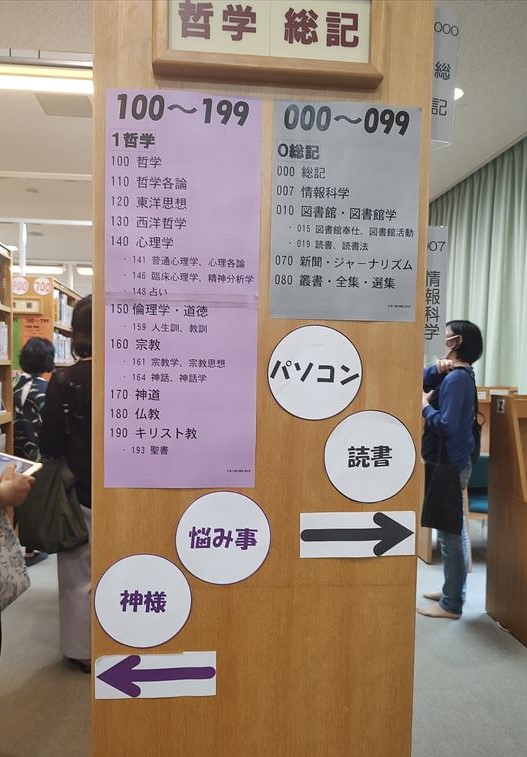 哲学 総記
100～199
1哲学
100 哲学
110 哲学各論
120 東洋思想
130 西洋哲学
140 心理学
・141 普通心理学、心理各論
・146 臨床心理学、精神分析学
・148 占い
150 倫理学・道徳
・159 人生訓、教訓
160 宗教
・161 宗教学、宗教思想
・164 神話、神話学
170 神道
180 仏教
190 キリスト教
・193 聖書
000～099
0総記
000 総記
007 情報科学
010 図書館・図書館学
・015 図書館奉仕、図書館活動
・019 読書、読書法
070 新聞・ジャーナリズム
080 叢書・全集・選集
パソコン
読書
悩み事
神様
000
総記
07
情報科学
700